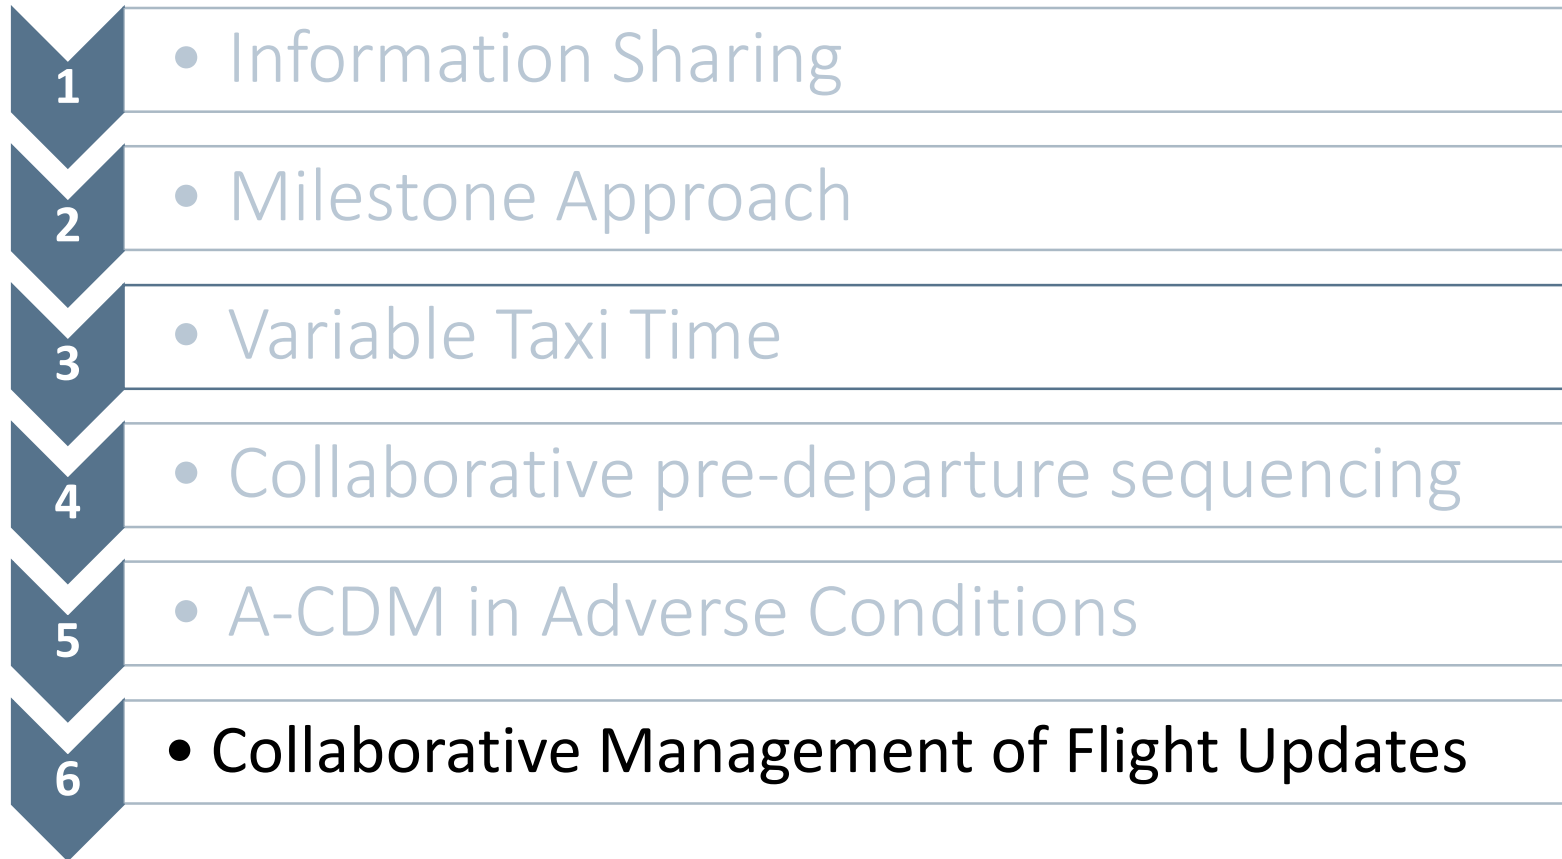 1 • Information Sharing
2 • Milestone Approach
3 • Variable Taxi Time
4 • Collaborative pre-departure sequencing
5 • A-CDM in Adverse Conditions
6 • Collaborative Management of Flight Updates